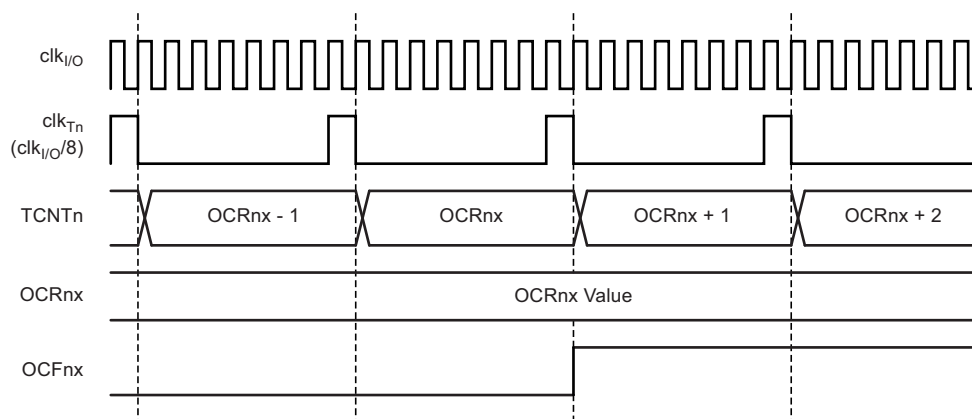 clkI/O
clkTn
(clkI/O/8)
TCNTn OCRnx - 1 OCRnx OCRnx + 1 OCRnx + 2
OCRnx OCRnx Value
OCFnx